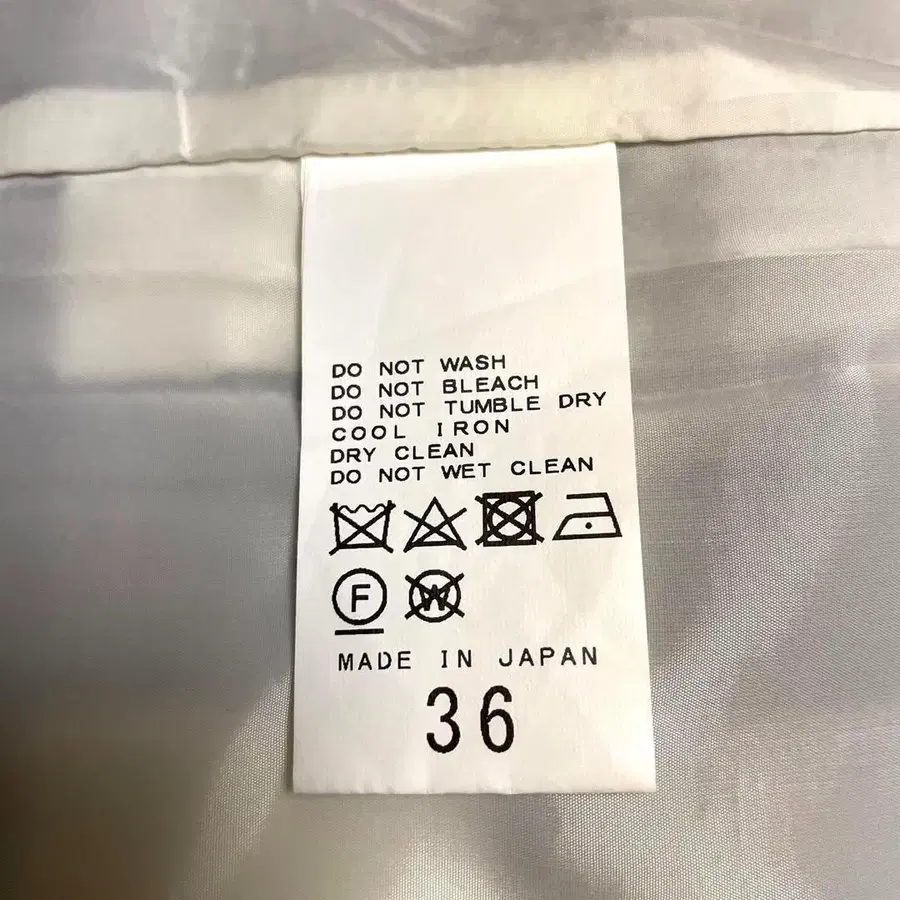 DO NOT WASH
DO NOT BLEACH
DO NOT TUMBLE DRY
COOL IRON
DRY CLEAN
DO NOT WET CLEAN
F W
MADE IN JAPAN
36